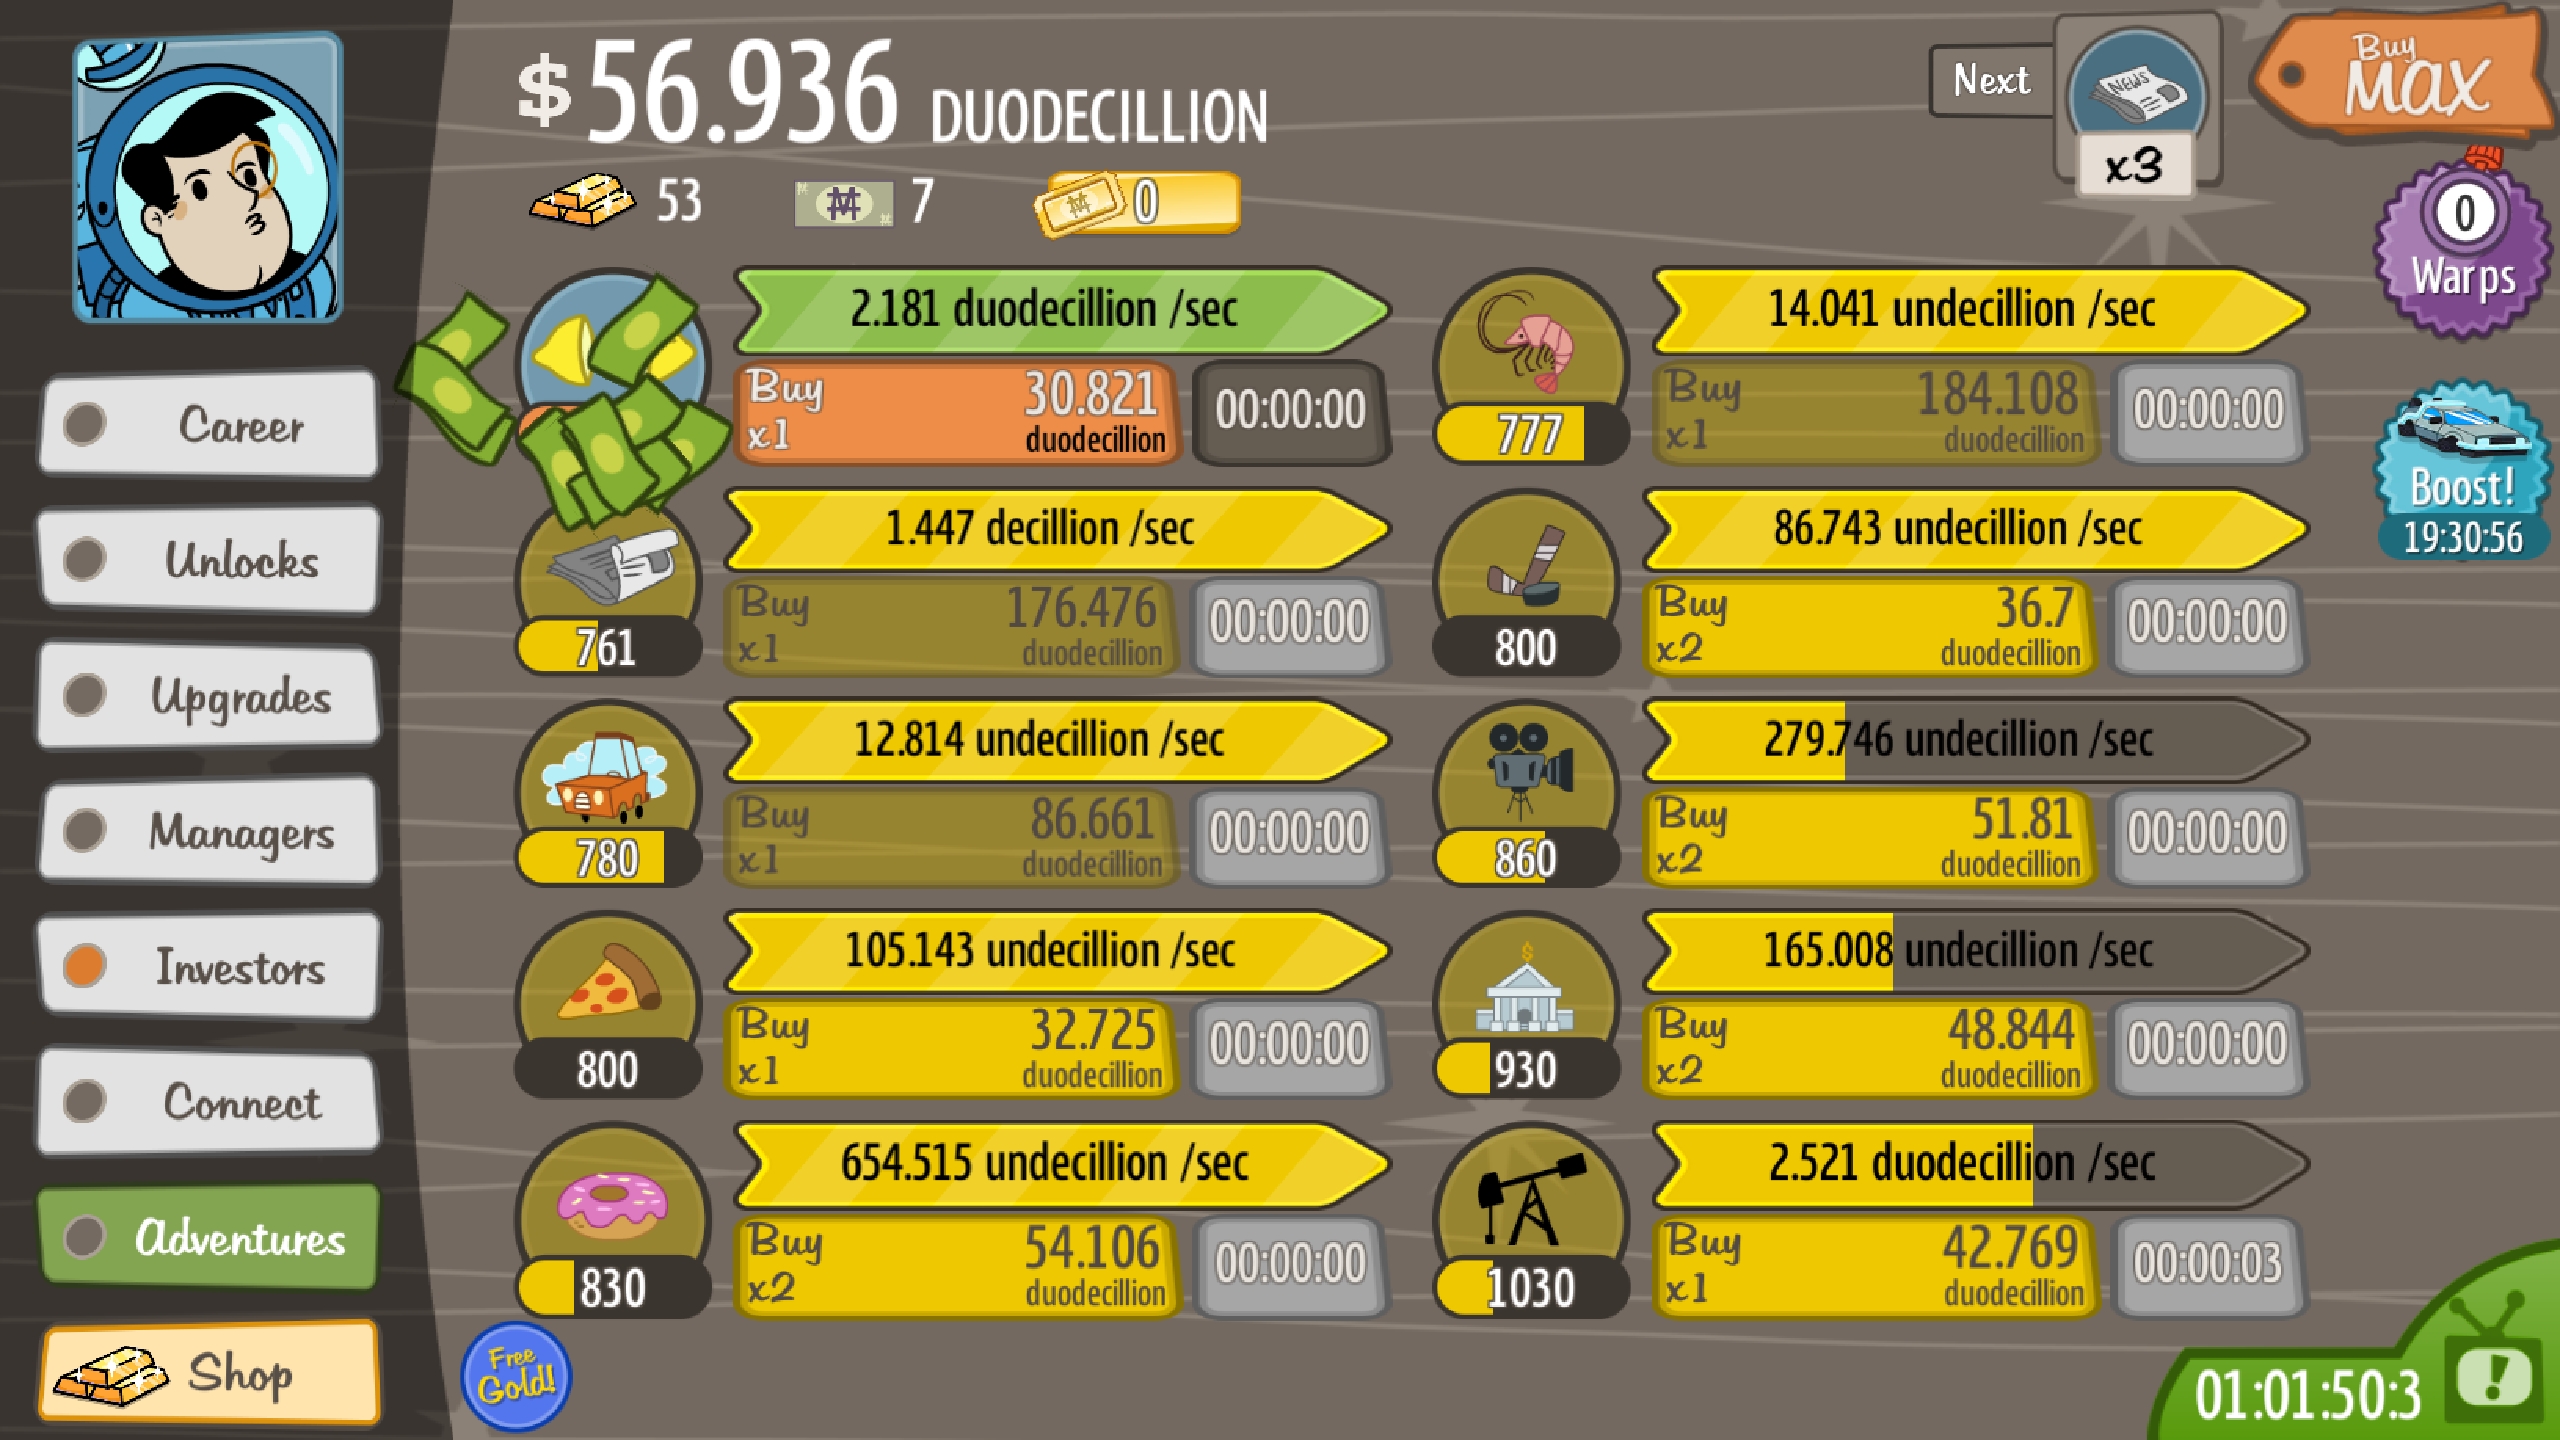 $56.936 DUODECILLION
53
7
0
Next
NEWS
x3
Buy
MAX
0
Warps
Boost!
19:30:56
Career
Unlocks
Upgrades
Managers
Investors
Connect
Adventures
Shop
2.181 duodecillion /sec
Buy 30.821
x1 duodecillion
00:00:00
1.447 decillion /sec
761
Buy 176.476
x1 duodecillion
00:00:00
12.814 undecillion /sec
780
Buy 86.661
x1 duodecillion
00:00:00
105.143 undecillion /sec
800
Buy 32.725
x1 duodecillion
00:00:00
654.515 undecillion /sec
830
Buy 54.106
x2 duodecillion
00:00:00
14.041 undecillion /sec
777
Buy 184.108
x1 duodecillion
00:00:00
86.743 undecillion /sec
800
Buy 36.7
x2 duodecillion
00:00:00
279.746 undecillion /sec
860
Buy 51.81
x2 duodecillion
00:00:00
165.008 undecillion /sec
930
Buy 48.844
x2 duodecillion
00:00:00
2.521 duodecillion /sec
1030
Buy 42.769
x1 duodecillion
00:00:03
Free
Gold!
01:01:50:3
!